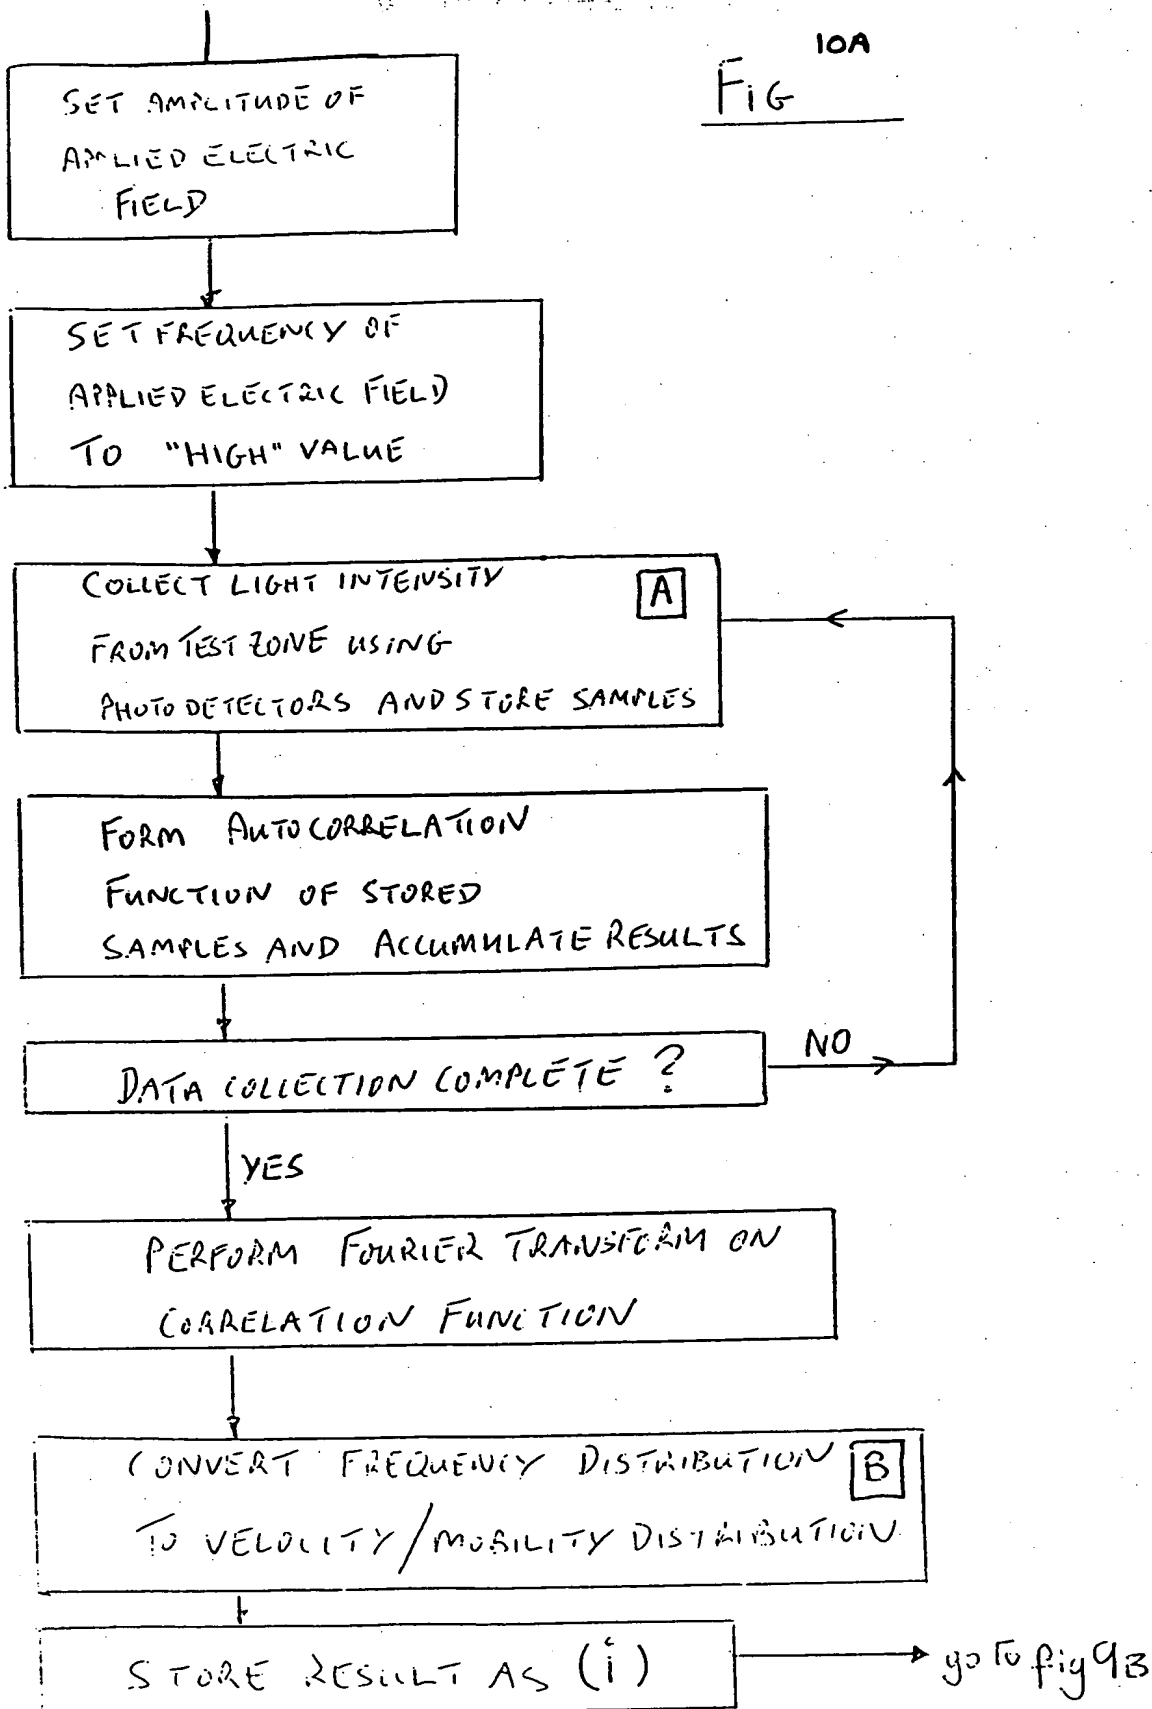 10A
FIG
SET AMPLITUDE OF
APPLIED ELECTRIC
FIELD
SET FREQUENCY OF
APPLIED ELECTRIC FIELD
TO "HIGH" VALUE
COLLECT LIGHT INTENSITY
A
FROM TEST ZONE USING
PHOTODETECTORS AND STORE SAMPLES
FORM AUTOCORRELATION
FUNCTION OF STORED
SAMPLES AND ACCUMULATE RESULTS
DATA COLLECTION COMPLETE ?
NO
YES
PERFORM FOURIER TRANSFORM ON
CORRELATION FUNCTION
CONVERT FREQUENCY DISTRIBUTION
B
TO VELOCITY/MOBILITY DISTRIBUTION
STORE RESULT AS (i)
go to fig 9B